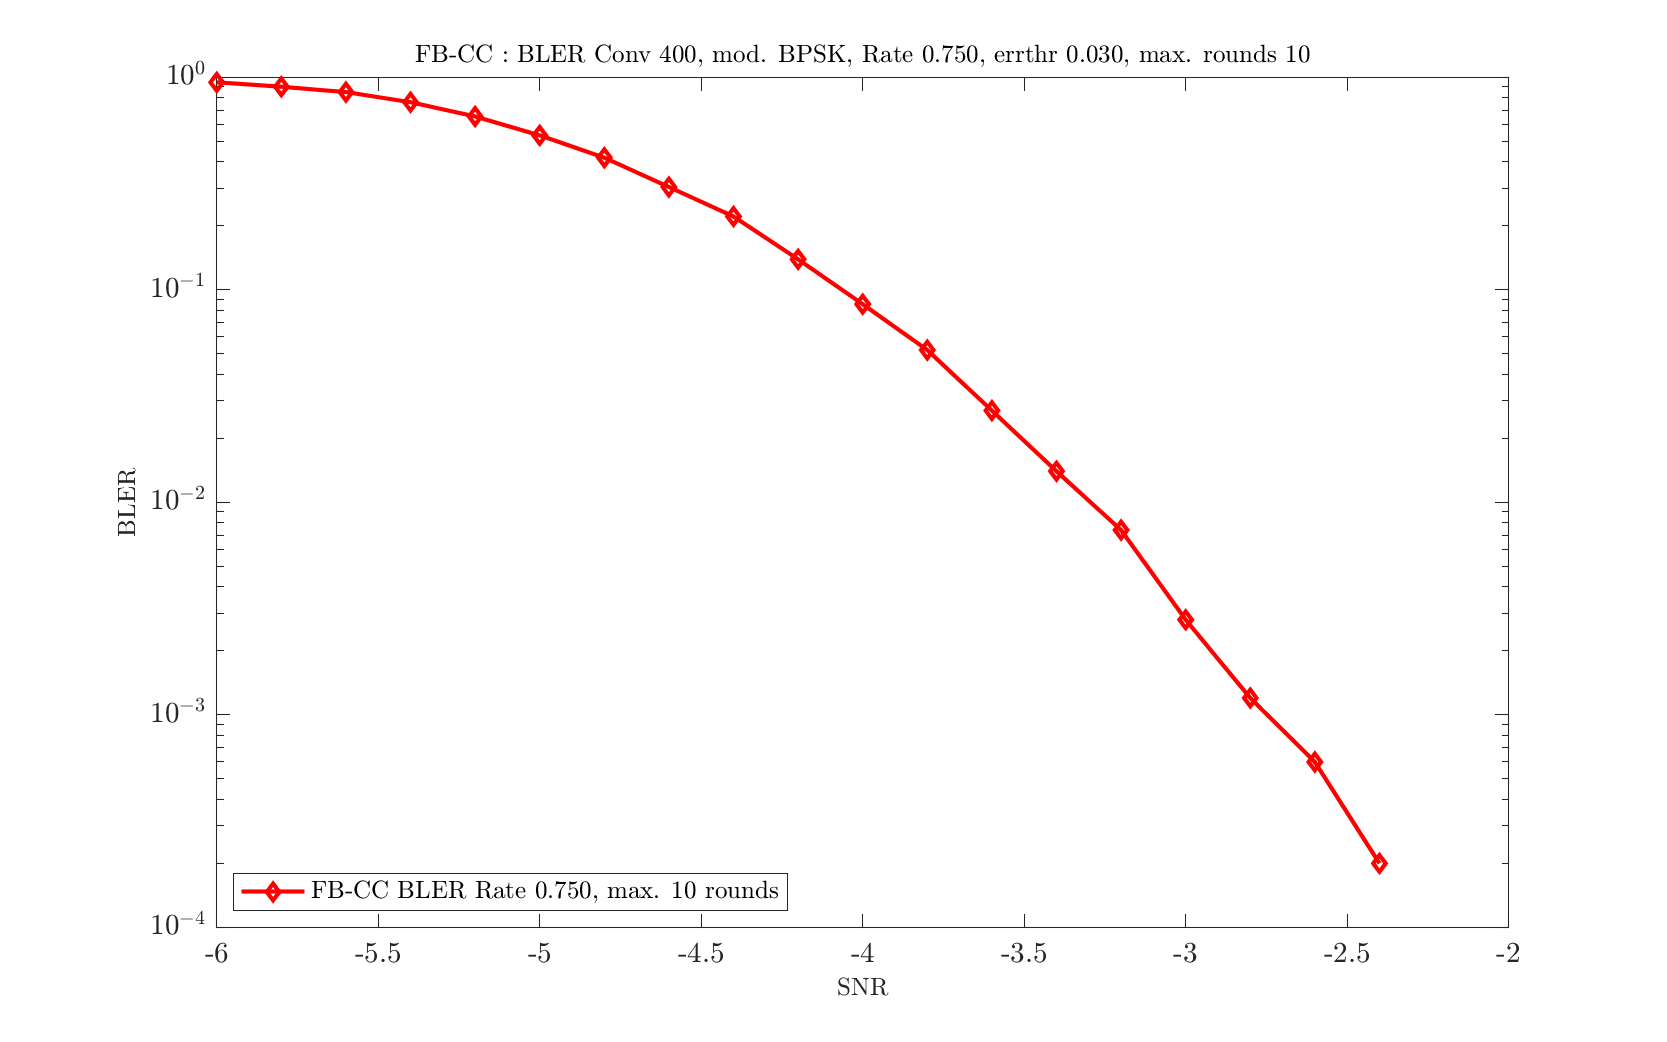 FB-CC : BLER Conv 400, mod. BPSK, Rate 0.750, errthr 0.030, max. rounds 10
10^0
10^-1
10^-2
10^-3
10^-4
BLER
FB-CC BLER Rate 0.750, max. 10 rounds
-6 -5.5 -5 -4.5 -4 -3.5 -3 -2.5 -2
SNR